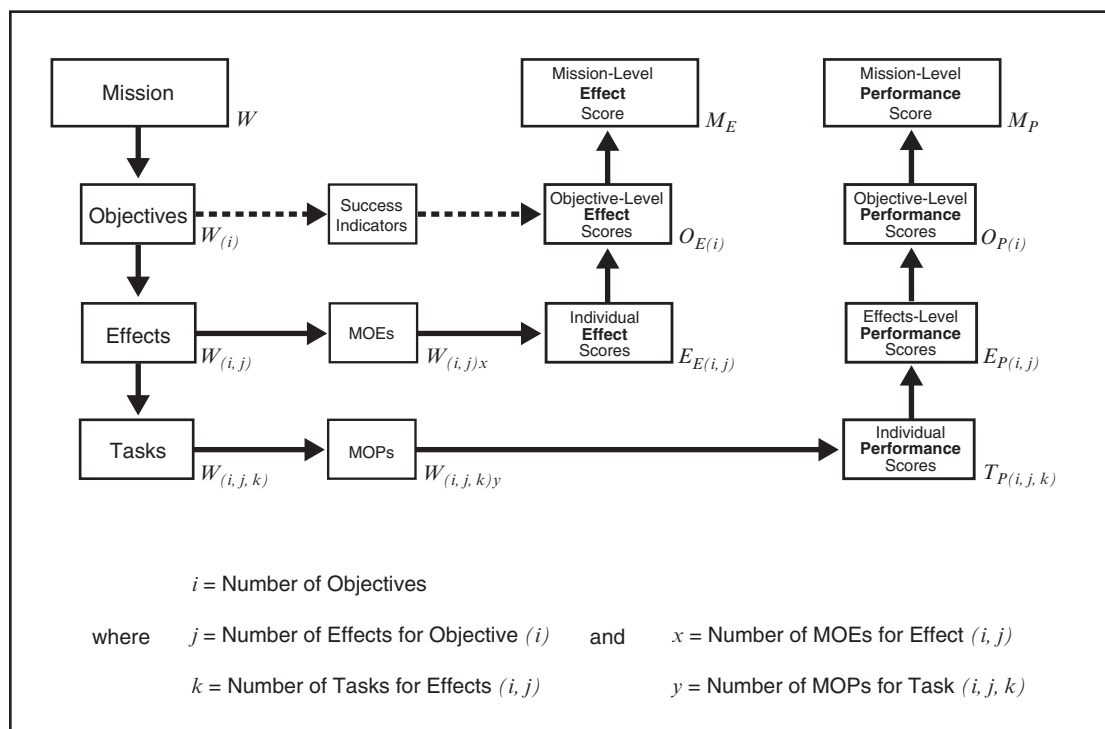 Mission
W
Mission-Level
Effect
Score
M_E
Mission-Level
Performance
Score
M_P
Objectives
W_(i)
Success
Indicators
Objective-Level
Effect
Scores
O_E(i)
Objective-Level
Performance
Scores
O_P(i)
Effects
W_(i, j)
MOEs
W_(i, j)x
Individual
Effect
Scores
E_E(i, j)
Effects-Level
Performance
Scores
E_P(i, j)
Tasks
W_(i, j, k)
MOPs
W_(i, j, k)y
Individual
Performance
Scores
T_P(i, j, k)
i = Number of Objectives
where j = Number of Effects for Objective (i) and x = Number of MOEs for Effect (i, j)
k = Number of Tasks for Effects (i, j) y = Number of MOPs for Task (i, j, k)